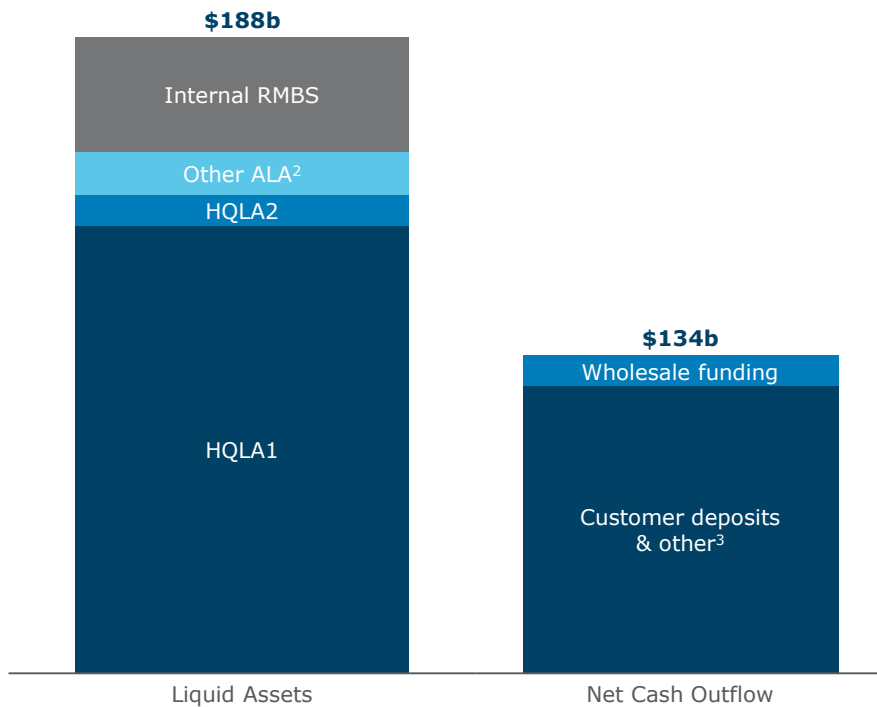 $188b
Internal RMBS
Other ALA²
HQLA2
HQLA1
$134b
Wholesale funding
Customer deposits
& other³
Liquid Assets
Net Cash Outflow